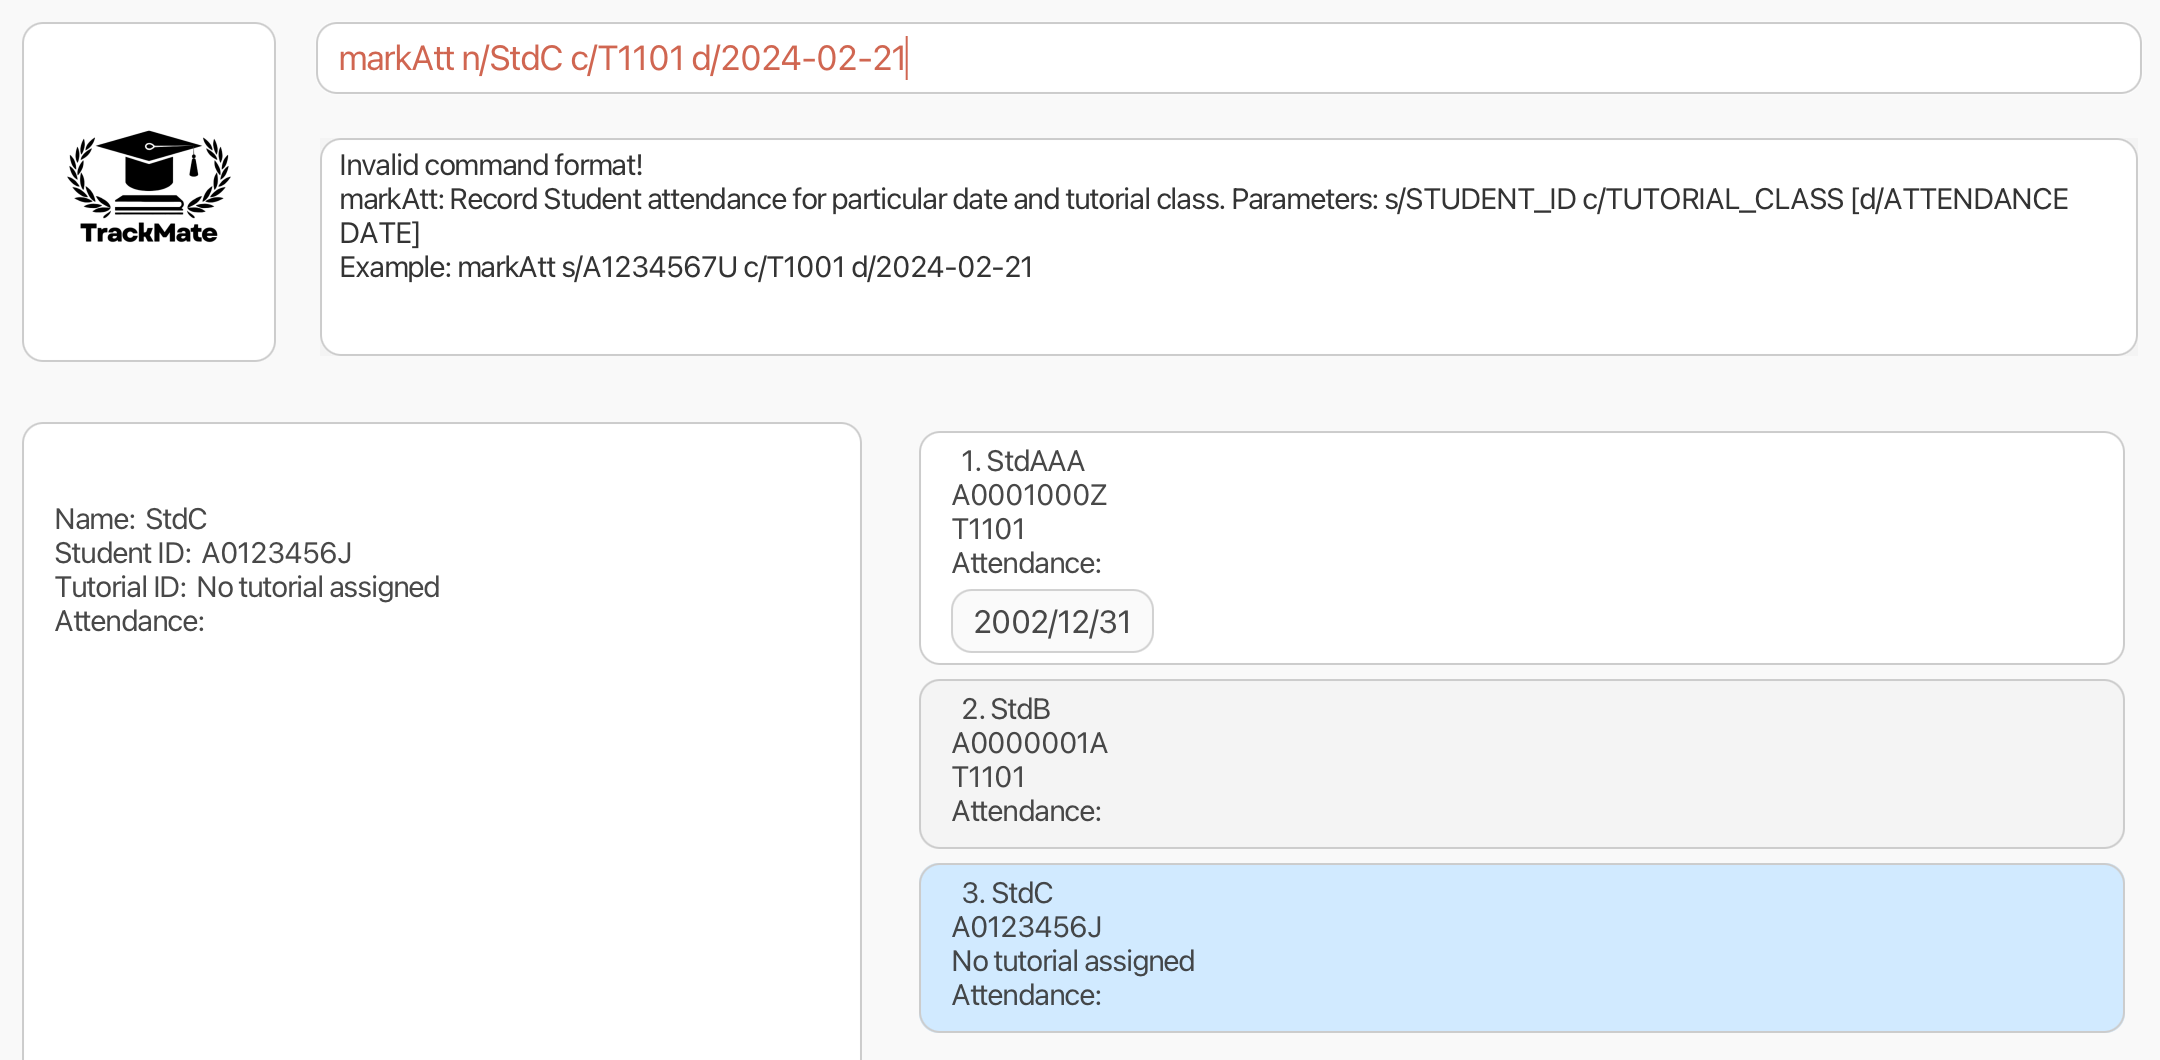 markAtt n/StdC c/T1101 d/2024-02-21
TrackMate
Invalid command format!
markAtt: Record Student attendance for particular date and tutorial class. Parameters: s/STUDENT_ID c/TUTORIAL_CLASS [d/ATTENDANCE
DATE]
Example: markAtt s/A1234567U c/T1001 d/2024-02-21
Name: StdC
Student ID: A0123456J
Tutorial ID: No tutorial assigned
Attendance:
1. StdAAA
A0001000Z
T1101
Attendance:
2002/12/31
2. StdB
A0000001A
T1101
Attendance:
3. StdC
A0123456J
No tutorial assigned
Attendance: